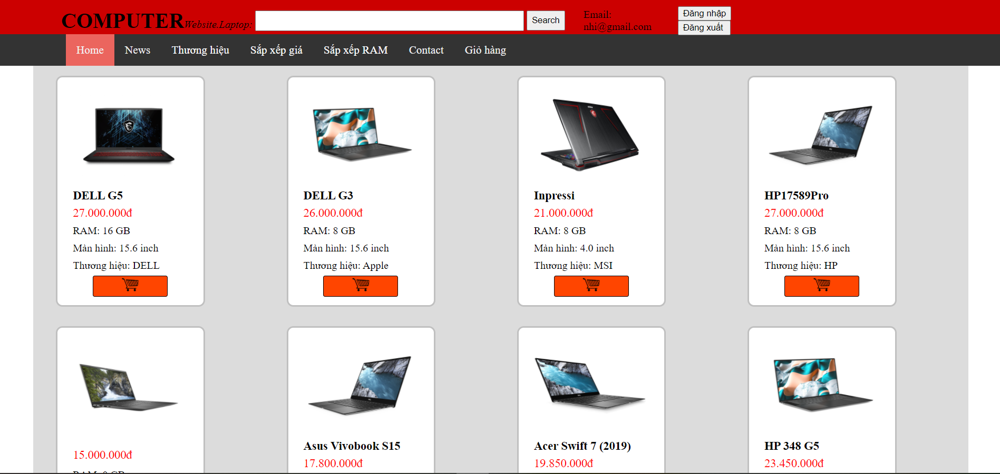 COMPUTER Website.Laptop: Search Email: Đăng nhập
nhi@gmail.com Đăng xuất
Home News Thương hiệu Sắp xếp giá Sắp xếp RAM Contact Giỏ hàng
DELL G5
27.000.000đ
RAM: 16 GB
Màn hình: 15.6 inch
Thương hiệu: DELL
DELL G3
26.000.000đ
RAM: 8 GB
Màn hình: 15.6 inch
Thương hiệu: Apple
Inpressi
21.000.000đ
RAM: 8 GB
Màn hình: 4.0 inch
Thương hiệu: MSI
HP17589Pro
27.000.000đ
RAM: 8 GB
Màn hình: 15.6 inch
Thương hiệu: HP
15.000.000đ
RAM: 8 GB
Asus Vivobook S15
17.800.000đ
Acer Swift 7 (2019)
19.850.000đ
HP 348 G5
23.450.000đ